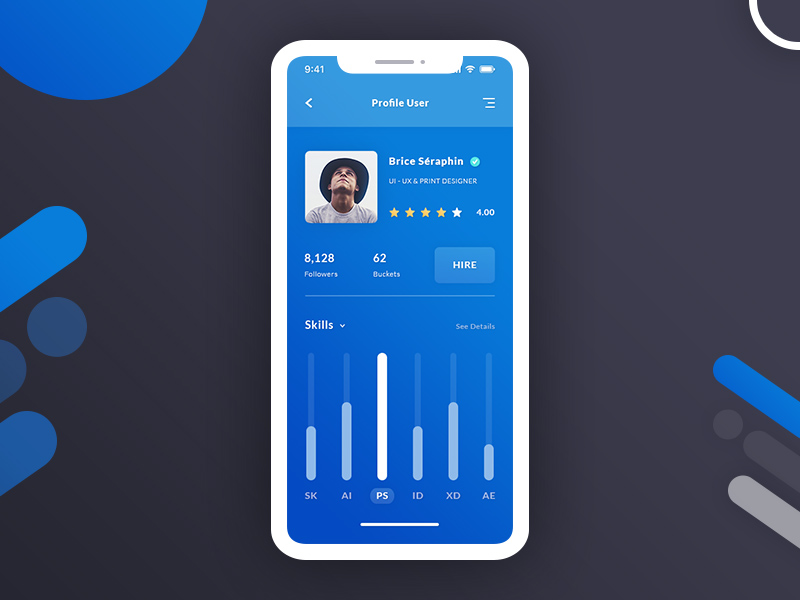 9:41
Profile User
Brice Séraphin
UI - UX & PRINT DESIGNER
4.00
8,128
Followers
62
Buckets
HIRE
Skills
See Details
SK AI PS ID XD AE